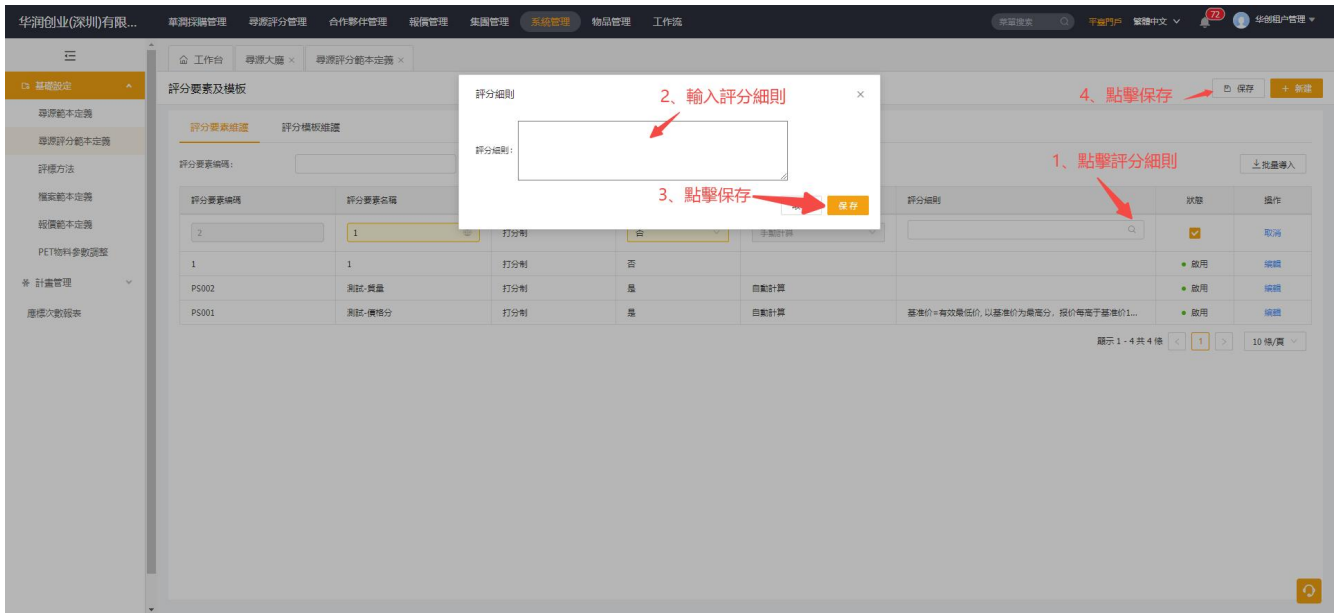 华润创业(深圳)有限... 華潤採購管理 尋源評分管理 合作夥伴管理 報價管理 集團管理 系統管理 物品管理 工作流 菜單搜索 平臺門戶 繁體中文 72 华创租户管理
工作台 尋源大廳 × 尋源評分範本定義 ×
基礎設定
尋源範本定義
尋源評分範本定義
評標方法
檔案範本定義
報價範本定義
PET物料參數調整
計畫管理
應標次數報表
評分要素及模板
4、點擊保存
保存 + 新建
評分要素維護 評分模板維護
評分細則 ×
2、輸入評分細則
評分細則:
3、點擊保存
保存
評分要素編碼:
1、點擊評分細則
批量導入
評分要素編碼 評分要素名稱 評分細則 狀態 操作
2 1 打分制 否 手動計算 取消
1 1 打分制 否 啟用 編輯
PS002 測試-質量 打分制 是 自動計算 啟用 編輯
PS001 測試-價格分 打分制 是 自動計算 基准价=有效最低价, 以基准价为最高分，报价每高于基准价1... 啟用 編輯
顯示 1 - 4 共 4 條 < 1 > 10 條/頁